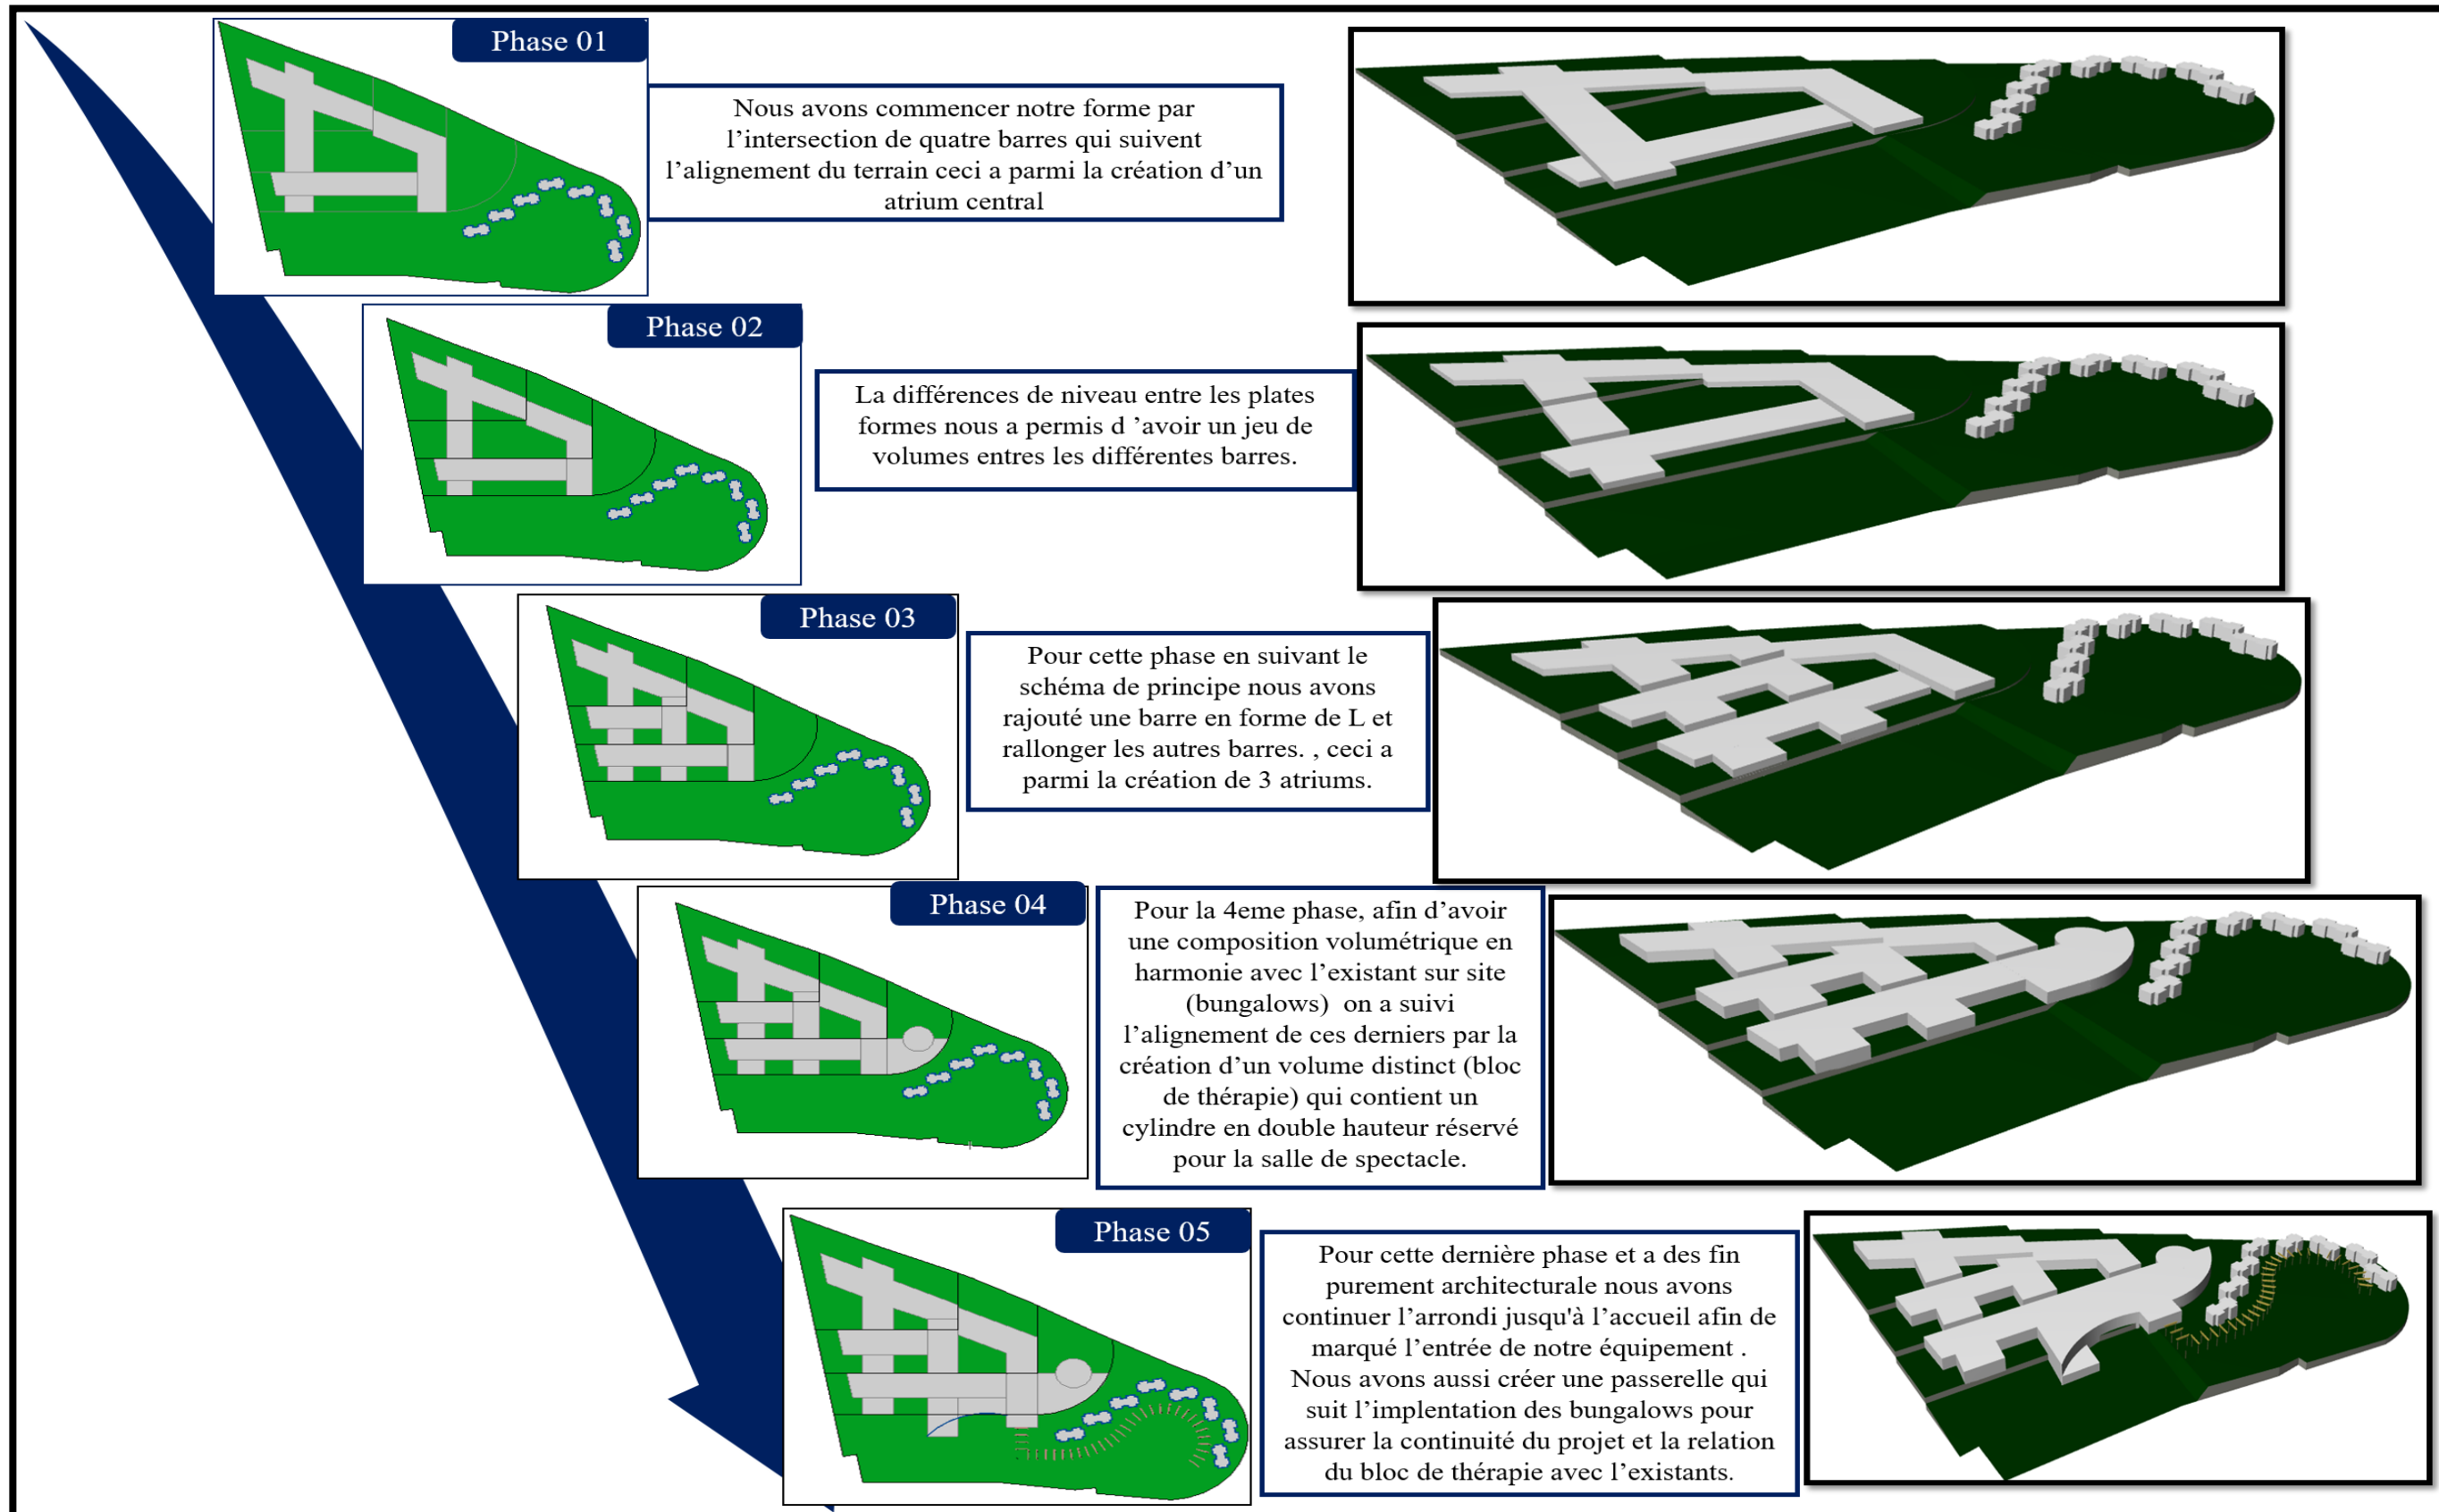 Phase 01
Nous avons commencer notre forme par
l’intersection de quatre barres qui suivent
l’alignement du terrain ceci a parmi la création d’un
atrium central
Phase 02
La différences de niveau entre les plates
formes nous a permis d ’avoir un jeu de
volumes entres les différentes barres.
Phase 03
Pour cette phase en suivant le
schéma de principe nous avons
rajouté une barre en forme de L et
rallonger les autres barres. , ceci a
parmi la création de 3 atriums.
Phase 04
Pour la 4eme phase, afin d’avoir
une composition volumétrique en
harmonie avec l’existant sur site
(bungalows)  on a suivi
l’alignement de ces derniers par la
création d’un volume distinct (bloc
de thérapie) qui contient un
cylindre en double hauteur réservé
pour la salle de spectacle.
Phase 05
Pour cette dernière phase et a des fin
purement architecturale nous avons
continuer l’arrondi jusqu'à l’accueil afin de
marqué l’entrée de notre équipement .
Nous avons aussi créer une passerelle qui
suit l’implentation des bungalows pour
assurer la continuité du projet et la relation
du bloc de thérapie avec l’existants.